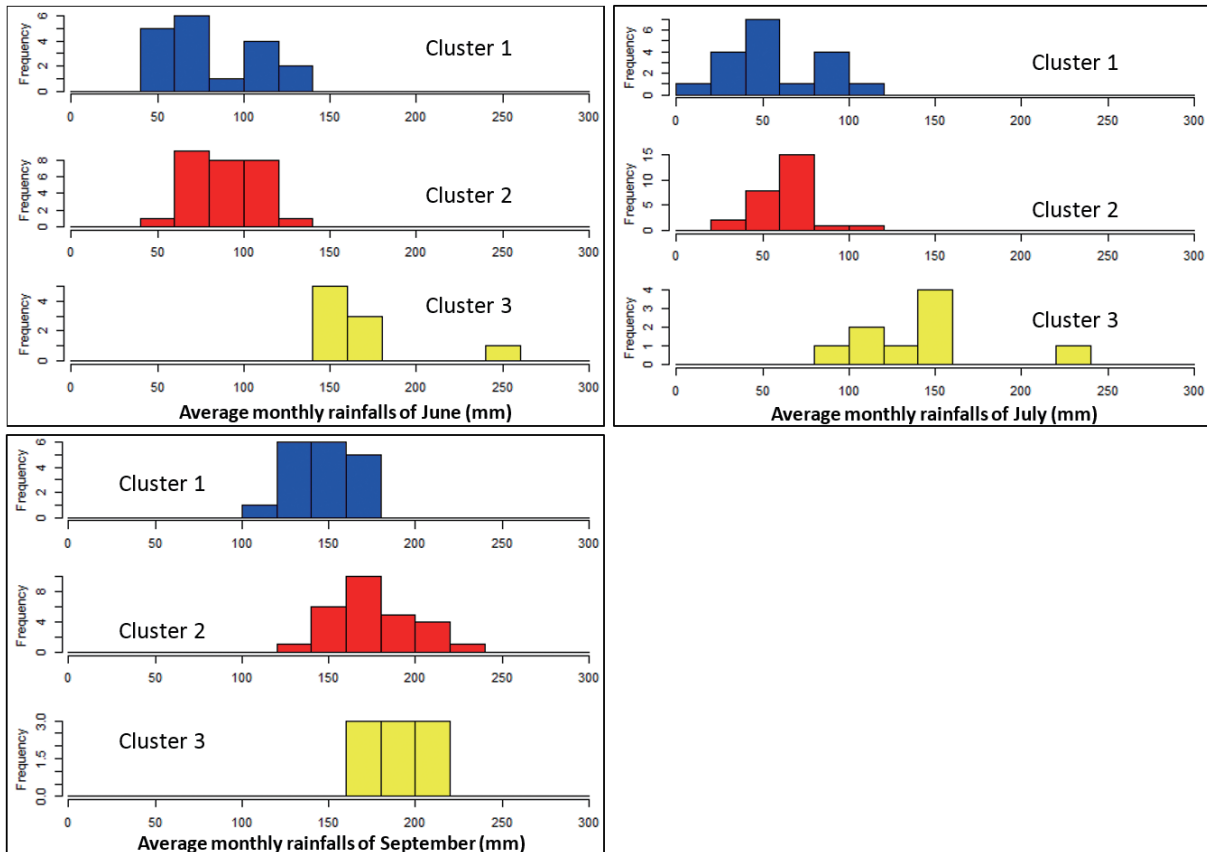 Frequency
0 2 4 6
Cluster 1
0 50 100 150 200 250 300
Frequency
0 2 4 8
Cluster 2
0 50 100 150 200 250 300
Frequency
0 2 4
Cluster 3
0 50 100 150 200 250 300
Average monthly rainfalls of June (mm)
Frequency
0 2 4 6
Cluster 1
0 50 100 150 200 250 300
Frequency
0 5 10 15
Cluster 2
0 50 100 150 200 250 300
Frequency
0 1 2 3 4
Cluster 3
0 50 100 150 200 250 300
Average monthly rainfalls of July (mm)
Frequency
0 2 4 6
Cluster 1
0 50 100 150 200 250 300
Frequency
0 4 8
Cluster 2
0 50 100 150 200 250 300
Frequency
0.0 1.5 3.0
Cluster 3
0 50 100 150 200 250 300
Average monthly rainfalls of September (mm)